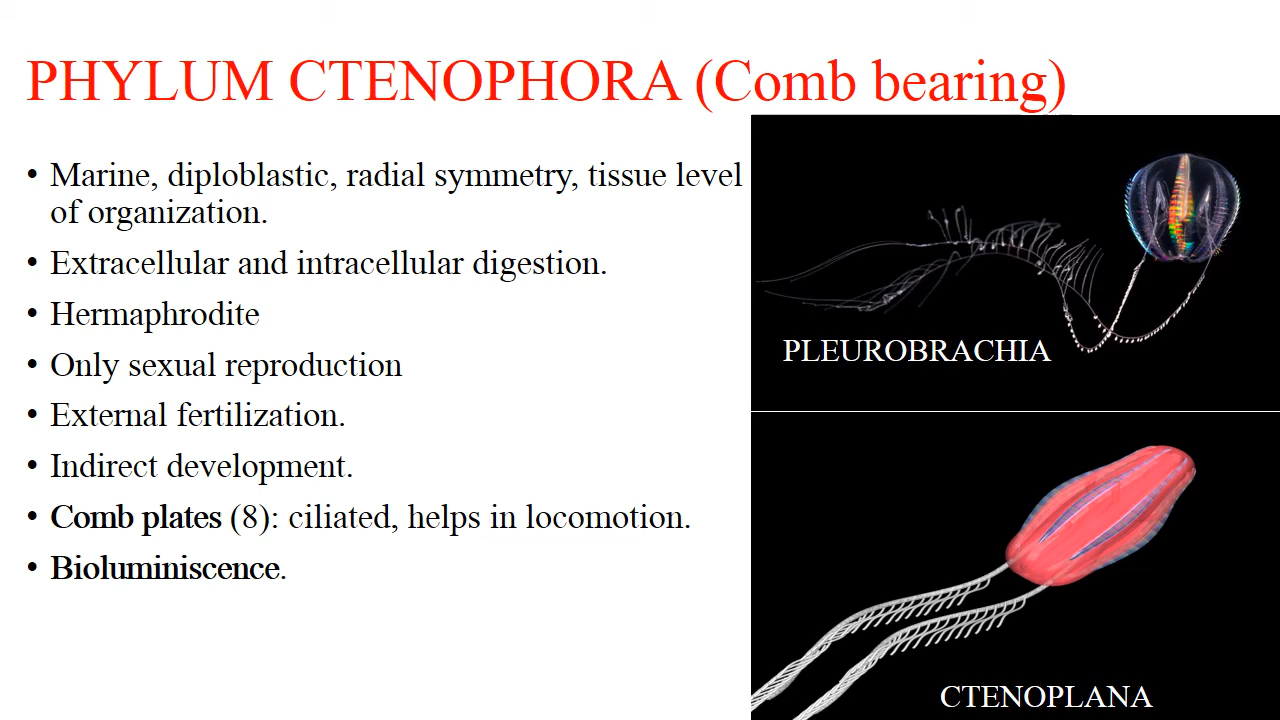 PHYLUM CTENOPHORA (Comb bearing)
• Marine, diploblastic, radial symmetry, tissue level
of organization.
• Extracellular and intracellular digestion.
• Hermaphrodite
• Only sexual reproduction
• External fertilization.
• Indirect development.
• Comb plates (8): ciliated, helps in locomotion.
• Bioluminiscence.
PLEUROBRACHIA
CTENOPLANA